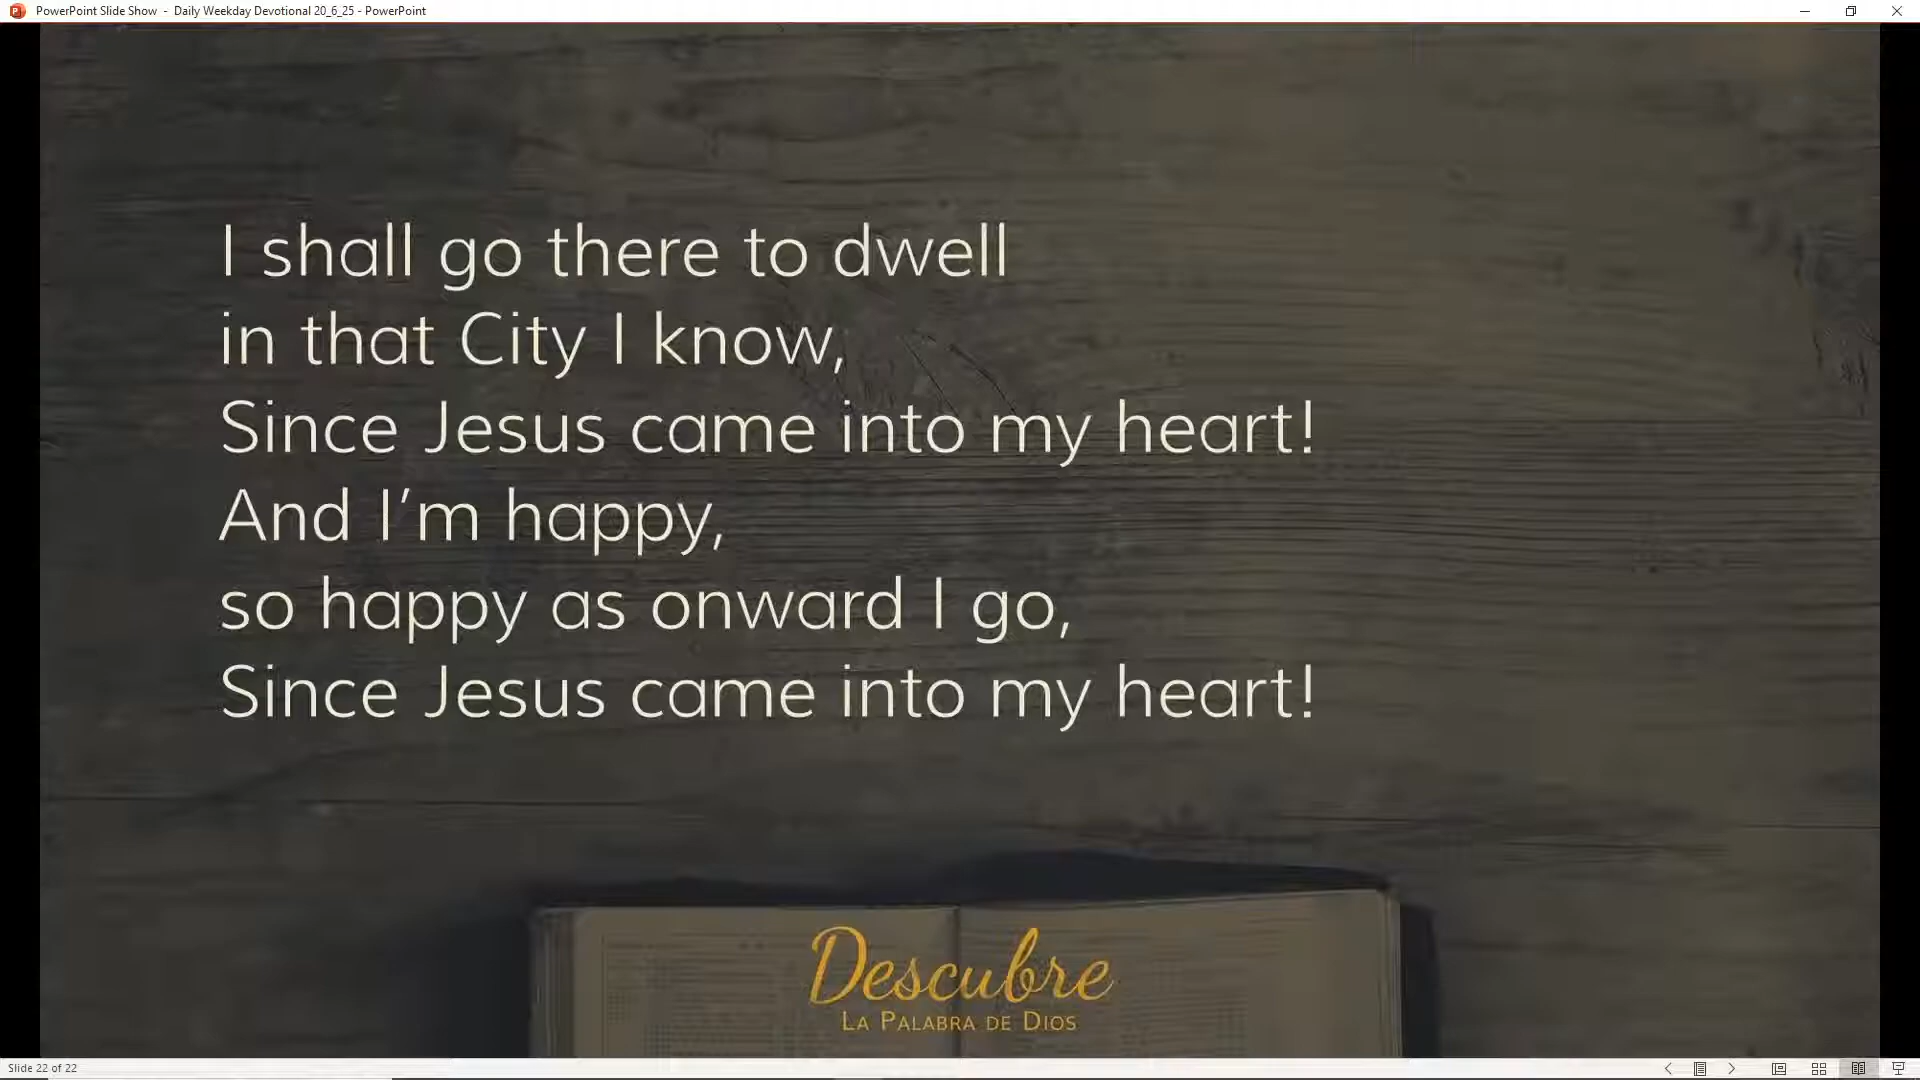 PowerPoint Slide Show - Daily Weekday Devotional 20_6_25 - PowerPoint
I shall go there to dwell
in that City I know,
Since Jesus came into my heart!
And I’m happy,
so happy as onward I go,
Since Jesus came into my heart!
Descubre
La Palabra de Dios
Slide 22 of 22